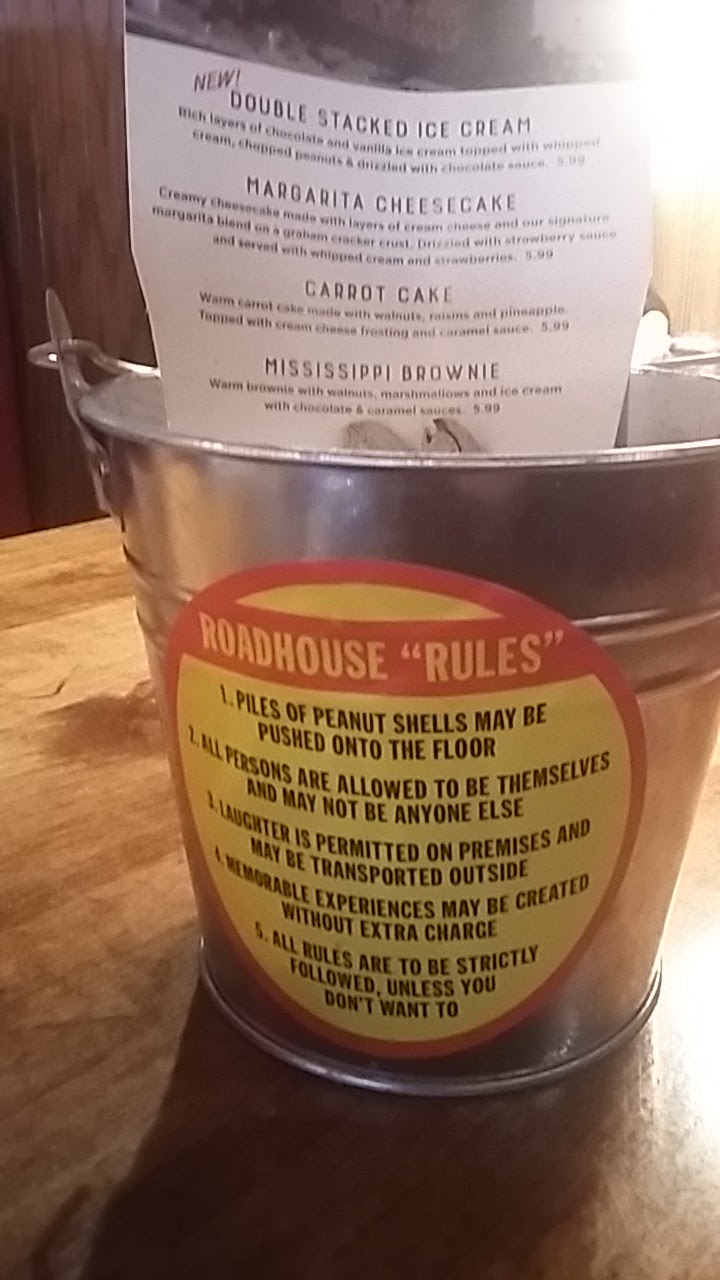 NEW!
DOUBLE STACKED ICE CREAM
Rich layers of chocolate and vanilla ice cream topped with whipped
cream, chopped peanuts & drizzled with chocolate sauce. 5.99
MARGARITA CHEESECAKE
Creamy cheesecake made with layers of cream cheese and our signature
margarita blend on a graham cracker crust. Drizzled with strawberry sauce
and served with whipped cream and strawberries. 5.99
CARROT CAKE
Warm carrot cake made with walnuts, raisins and pineapple.
Topped with cream cheese frosting and caramel sauce. 5.99
MISSISSIPPI BROWNIE
Warm brownie with walnuts, marshmallows and ice cream
with chocolate & caramel sauces. 5.99
ROADHOUSE “RULES”
1. PILES OF PEANUT SHELLS MAY BE
PUSHED ONTO THE FLOOR
2. ALL PERSONS ARE ALLOWED TO BE THEMSELVES
AND MAY NOT BE ANYONE ELSE
3. LAUGHTER IS PERMITTED ON PREMISES AND
MAY BE TRANSPORTED OUTSIDE
4. MEMORABLE EXPERIENCES MAY BE CREATED
WITHOUT EXTRA CHARGE
5. ALL RULES ARE TO BE STRICTLY
FOLLOWED, UNLESS YOU
DON'T WANT TO